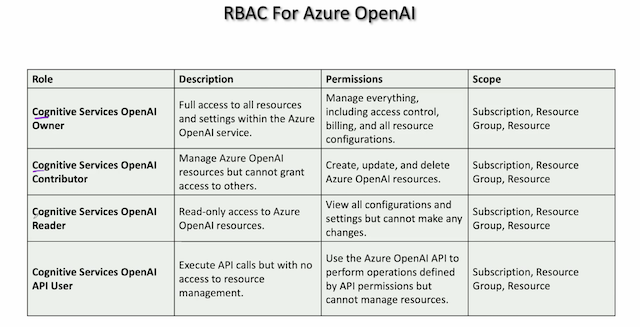 RBAC For Azure OpenAI
Role
Description
Permissions
Scope
Cognitive Services OpenAI
Owner
Full access to all resources
and settings within the Azure
OpenAI service.
Manage everything,
including access control,
billing, and all resource
configurations.
Subscription, Resource
Group, Resource
Cognitive Services OpenAI
Contributor
Manage Azure OpenAI
resources but cannot grant
access to others.
Create, update, and delete
Azure OpenAI resources.
Subscription, Resource
Group, Resource
Cognitive Services OpenAI
Reader
Read-only access to Azure
OpenAI resources.
View all configurations and
settings but cannot make any
changes.
Subscription, Resource
Group, Resource
Cognitive Services OpenAI
API User
Execute API calls but with no
access to resource
management.
Use the Azure OpenAI API to
perform operations defined
by API permissions but
cannot manage resources.
Subscription, Resource
Group, Resource